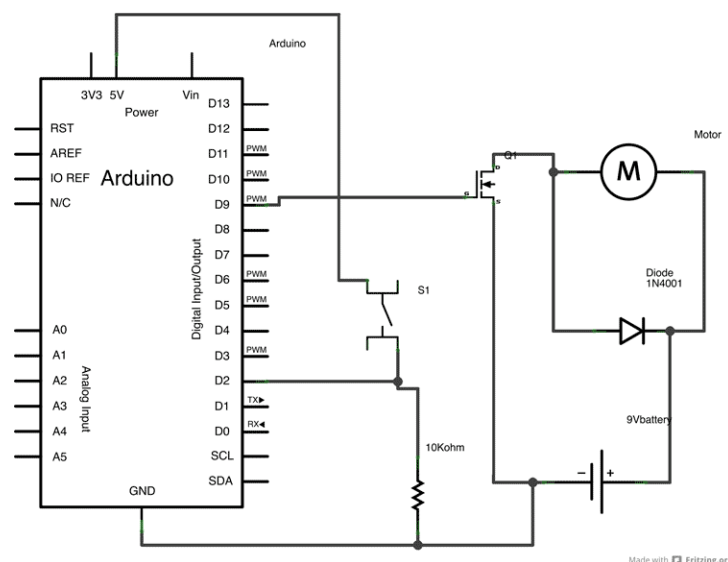 Arduino
3V3 5V Vin
Power
RST
AREF
IO REF
N/C
Arduino
D13
D12
D11 PWM
D10 PWM
D9 PWM
D8
D7
D6 PWM
D5 PWM
D4
D3 PWM
D2
D1 TX▶
D0 RX◀
SCL
SDA
Digital Input/Output
A0
A1
A2
A3
A4
A5
Analog Input
GND
S1
10Kohm
Q1
D
G
S
Motor
M
Diode
1N4001
9Vbattery
− +
Made with Fritzing.or